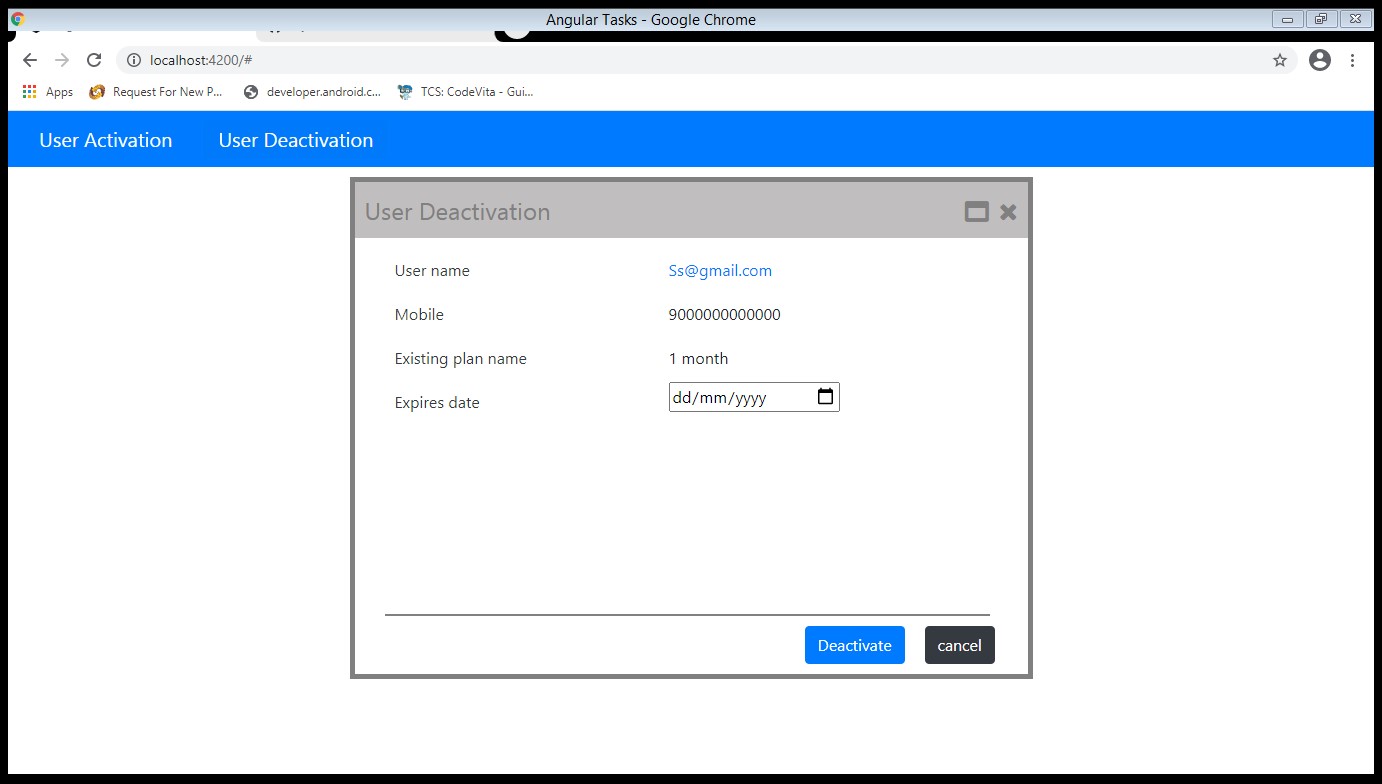 Angular Tasks - Google Chrome
localhost:4200/#
Apps Request For New P... developer.android.c... TCS: CodeVita - Gui...
User Activation User Deactivation
User Deactivation
User name Ss@gmail.com
Mobile 9000000000000
Existing plan name 1 month
Expires date dd/mm/yyyy
Deactivate cancel